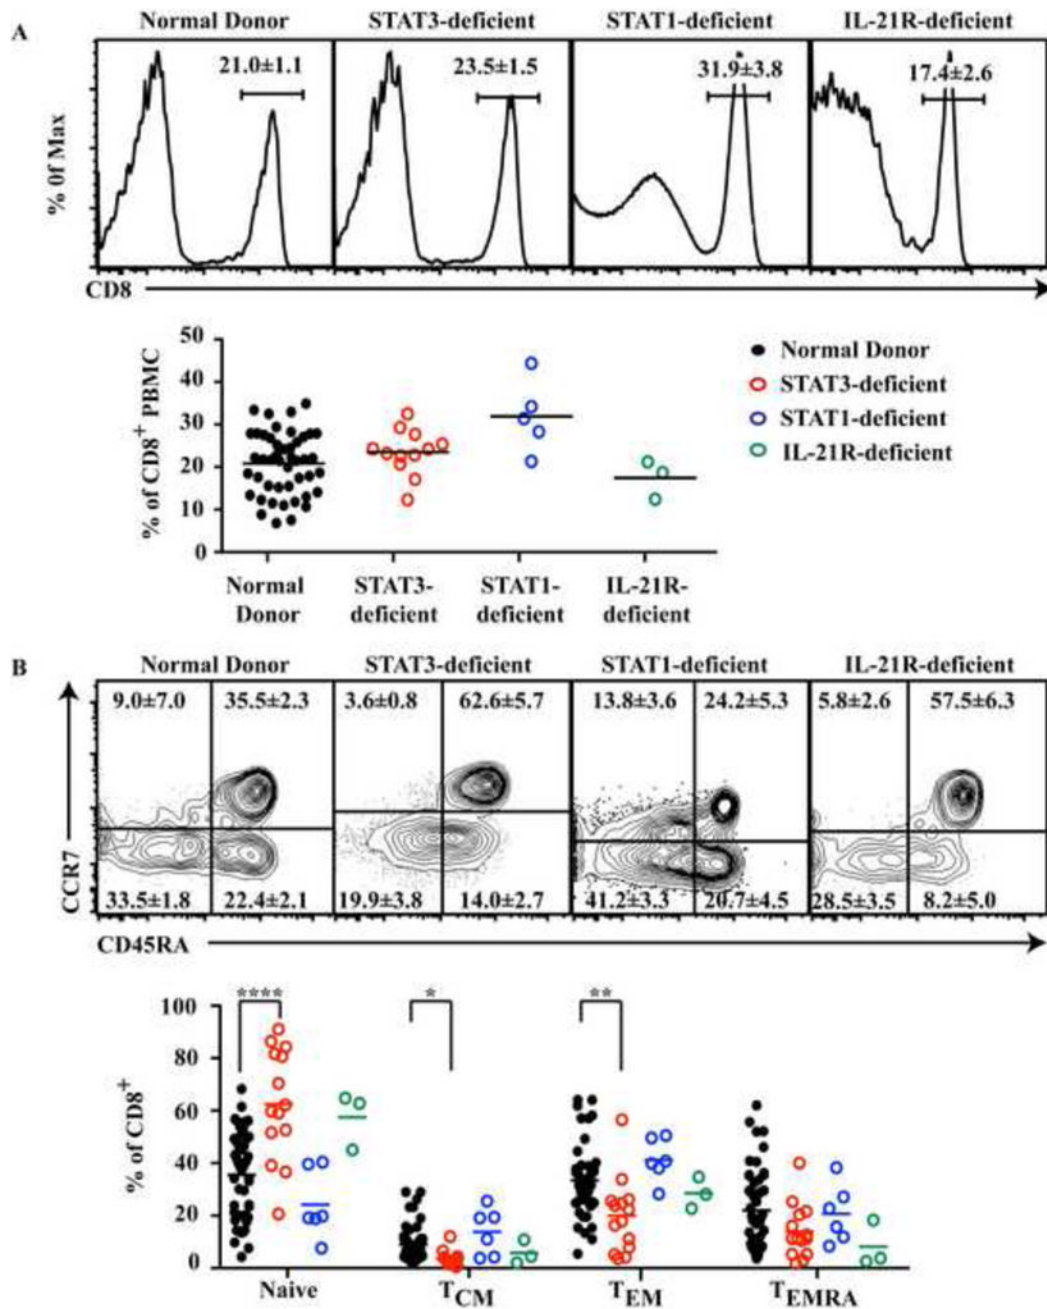 A
Normal Donor STAT3-deficient STAT1-deficient IL-21R-deficient
% 0f Max
21.0±1.1 23.5±1.5 31.9±3.8 17.4±2.6
CD8
% of CD8+ PBMC
50
40
30
20
10
0
Normal Donor
STAT3-deficient
STAT1-deficient
IL-21R-deficient
Normal STAT3- STAT1- IL-21R-
Donor deficient deficient deficient
B
Normal Donor STAT3-deficient STAT1-deficient IL-21R-deficient
CCR7
9.0±7.0 35.5±2.3 3.6±0.8 62.6±5.7 13.8±3.6 24.2±5.3 5.8±2.6 57.5±6.3
33.5±1.8 22.4±2.1 19.9±3.8 14.0±2.7 41.2±3.3 20.7±4.5 28.5±3.5 8.2±5.0
CD45RA
% of CD8+
100
80
60
40
20
0
**** * **
Naive TCM TEM TEMRA